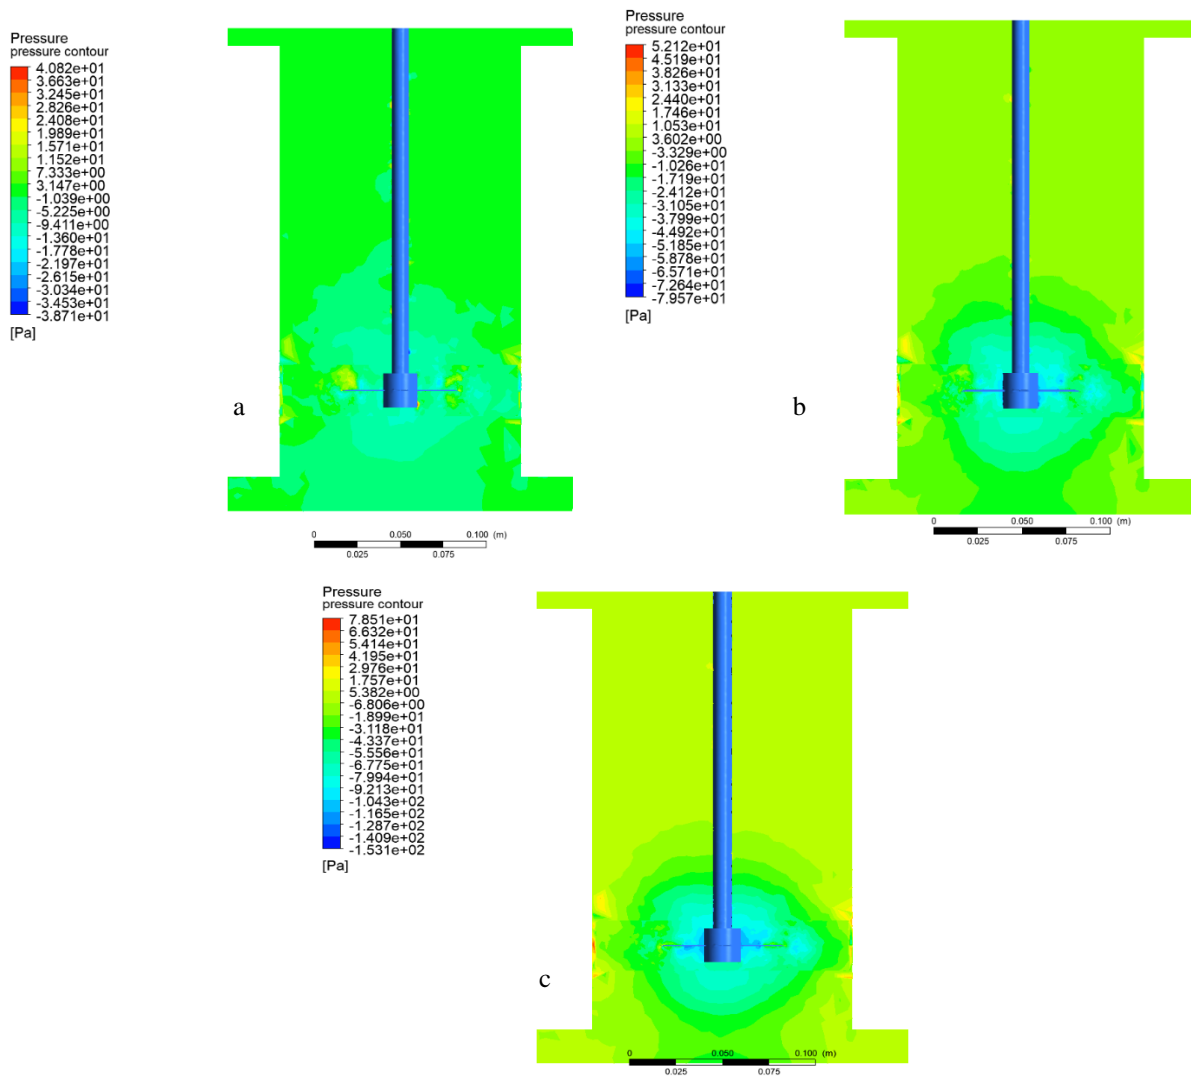 Pressure
pressure contour
4.082e+01
3.663e+01
3.245e+01
2.826e+01
2.408e+01
1.989e+01
1.571e+01
1.152e+01
7.333e+00
3.147e+00
-1.039e+00
-5.225e+00
-9.411e+00
-1.360e+01
-1.778e+01
-2.197e+01
-2.615e+01
-3.034e+01
-3.453e+01
-3.871e+01
[Pa]
a
0 0.050 0.100 (m)
0.025 0.075
Pressure
pressure contour
5.212e+01
4.519e+01
3.826e+01
3.133e+01
2.440e+01
1.746e+01
1.053e+01
3.602e+00
-3.329e+00
-1.026e+01
-1.719e+01
-2.412e+01
-3.105e+01
-3.799e+01
-4.492e+01
-5.185e+01
-5.878e+01
-6.571e+01
-7.264e+01
-7.957e+01
[Pa]
b
0 0.050 0.100 (m)
0.025 0.075
Pressure
pressure contour
7.851e+01
6.632e+01
5.414e+01
4.195e+01
2.976e+01
1.757e+01
5.382e+00
-6.806e+00
-1.899e+01
-3.118e+01
-4.337e+01
-5.556e+01
-6.775e+01
-7.994e+01
-9.213e+01
-1.043e+02
-1.165e+02
-1.287e+02
-1.409e+02
-1.531e+02
[Pa]
c
0 0.050 0.100 (m)
0.025 0.075